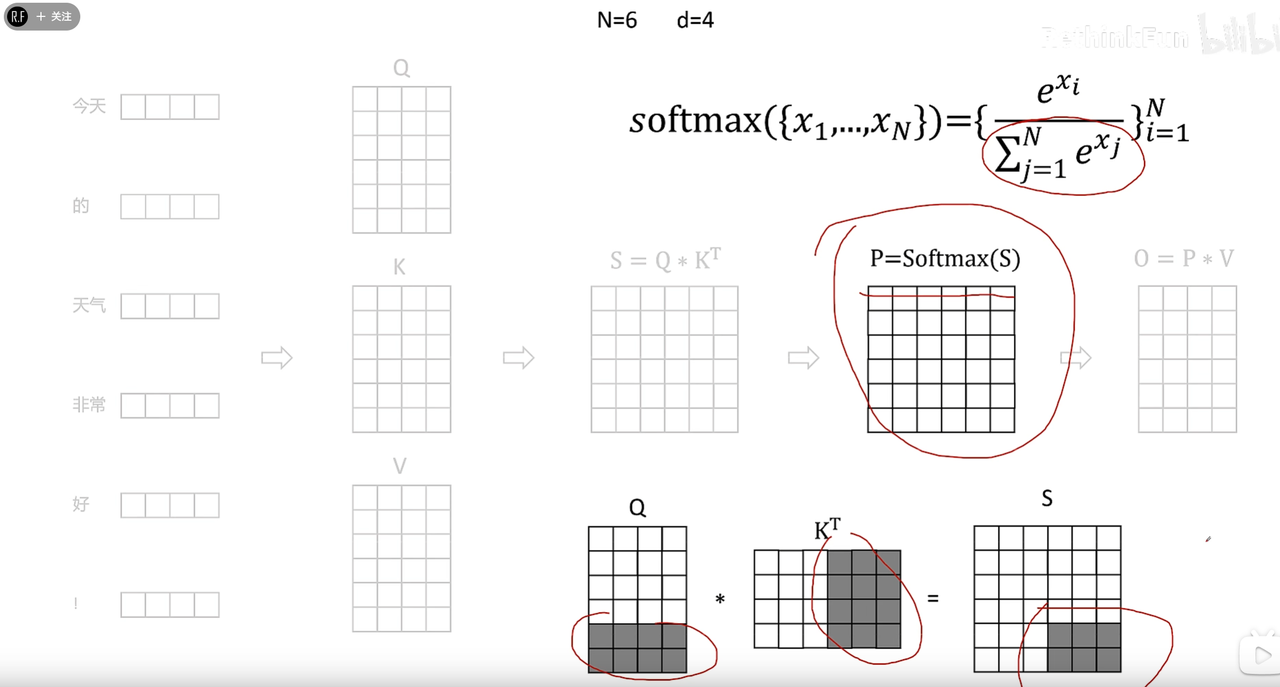 R.F + 关注
N=6 d=4
RethinkFun bilibili
softmax({x_1,...,x_N})={\frac{e^{x_i}}{\sum_{j=1}^{N} e^{x_j}}}_{i=1}^{N}
今天
的
天气
非常
好
!
Q
K
V
S = Q * K^T
P=Softmax(S)
O = P * V
Q
*
K^T
=
S